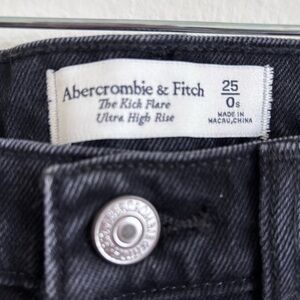 Abercrombie & Fitch
The Kick Flare
Ultra High Rise
25
0s
MADE IN
MACAU, CHINA